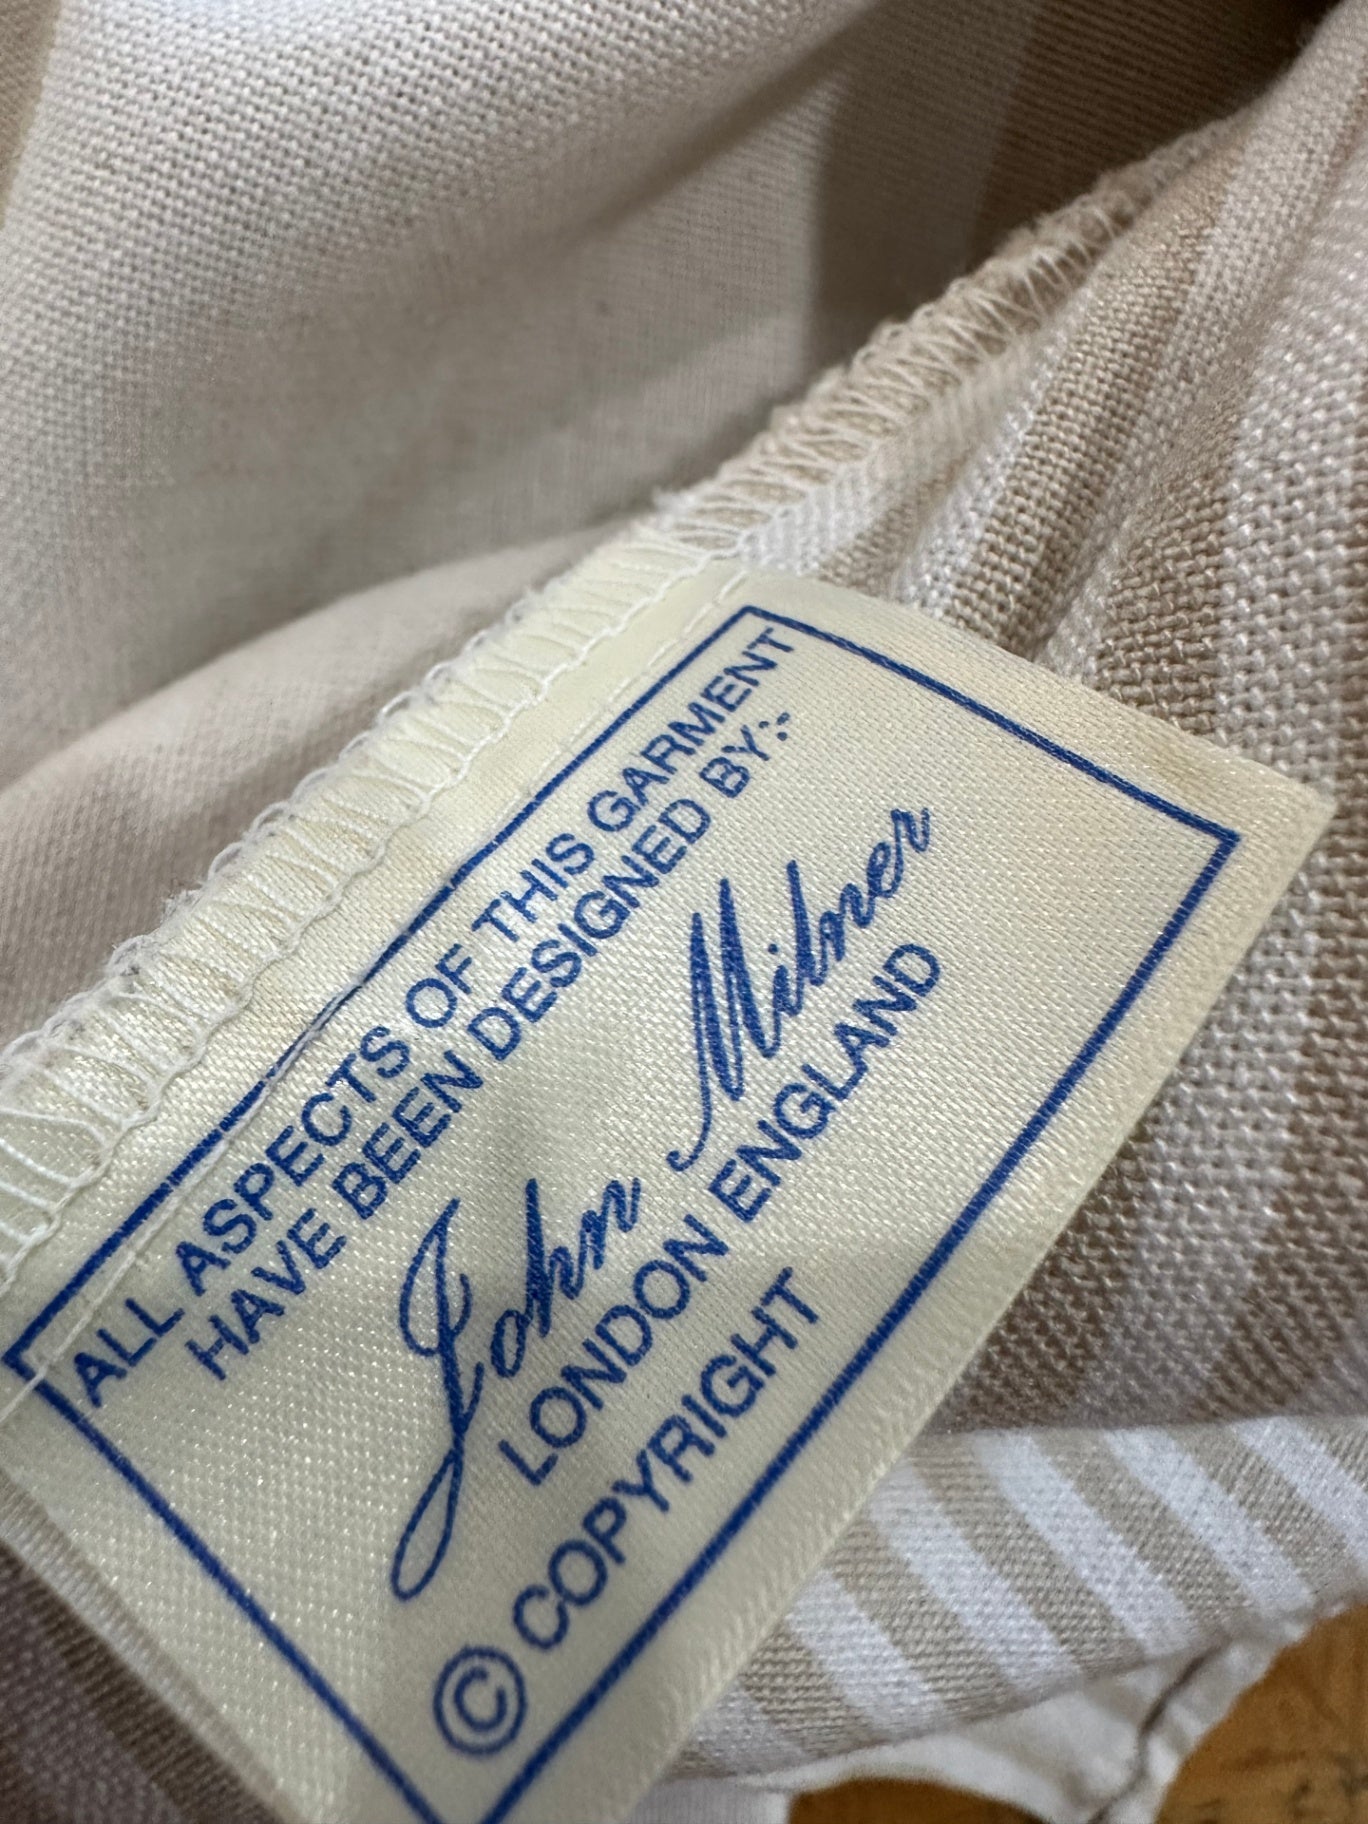 ALL ASPECTS OF THIS GARMENT
HAVE BEEN DESIGNED BY:-
John Milner
LONDON ENGLAND
© COPYRIGHT